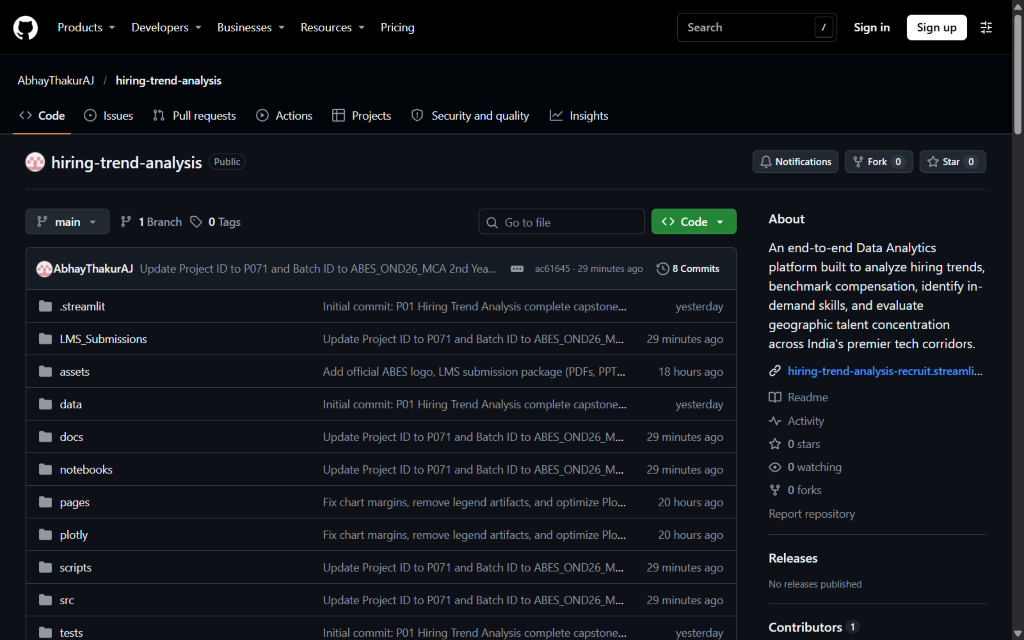 Products Developers Businesses Resources Pricing Search / Sign in Sign up
AbhayThakurAJ / hiring-trend-analysis
Code Issues Pull requests Actions Projects Security and quality Insights
hiring-trend-analysis Public Notifications Fork 0 Star 0
main 1 Branch 0 Tags Go to file Code
AbhayThakurAJ Update Project ID to P071 and Batch ID to ABES_OND26_MCA 2nd Yea... ac61645 · 29 minutes ago 8 Commits
.streamlit Initial commit: P01 Hiring Trend Analysis complete capstone... yesterday
LMS_Submissions Update Project ID to P071 and Batch ID to ABES_OND26_M... 29 minutes ago
assets Add official ABES logo, LMS submission package (PDFs, PPT... 18 hours ago
data Initial commit: P01 Hiring Trend Analysis complete capstone... yesterday
docs Update Project ID to P071 and Batch ID to ABES_OND26_M... 29 minutes ago
notebooks Update Project ID to P071 and Batch ID to ABES_OND26_M... 29 minutes ago
pages Fix chart margins, remove legend artifacts, and optimize Plo... 20 hours ago
plotly Fix chart margins, remove legend artifacts, and optimize Plo... 20 hours ago
scripts Update Project ID to P071 and Batch ID to ABES_OND26_M... 29 minutes ago
src Update Project ID to P071 and Batch ID to ABES_OND26_M... 29 minutes ago
tests Initial commit: P01 Hiring Trend Analysis complete capstone... yesterday
About
An end-to-end Data Analytics
platform built to analyze hiring trends,
benchmark compensation, identify in-
demand skills, and evaluate
geographic talent concentration
across India's premier tech corridors.
hiring-trend-analysis-recruit.streamli...
Readme
Activity
0 stars
0 watching
0 forks
Report repository
Releases
No releases published
Contributors 1